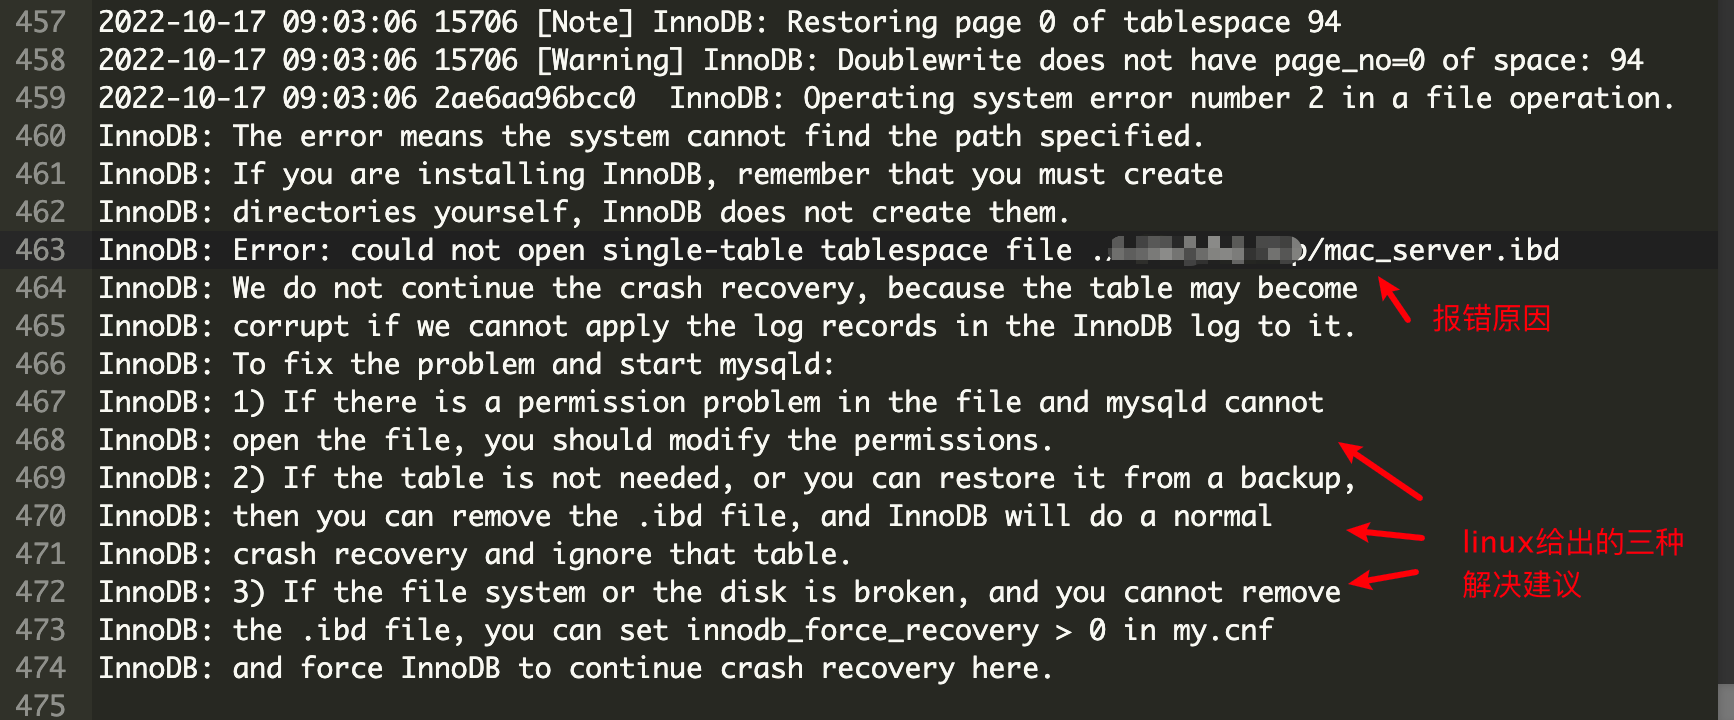 457 2022-10-17 09:03:06 15706 [Note] InnoDB: Restoring page 0 of tablespace 94
458 2022-10-17 09:03:06 15706 [Warning] InnoDB: Doublewrite does not have page_no=0 of space: 94
459 2022-10-17 09:03:06 2ae6aa96bcc0  InnoDB: Operating system error number 2 in a file operation.
460 InnoDB: The error means the system cannot find the path specified.
461 InnoDB: If you are installing InnoDB, remember that you must create
462 InnoDB: directories yourself, InnoDB does not create them.
463 InnoDB: Error: could not open single-table tablespace file ./ p/mac_server.ibd
464 InnoDB: We do not continue the crash recovery, because the table may become
报错原因
465 InnoDB: corrupt if we cannot apply the log records in the InnoDB log to it.
466 InnoDB: To fix the problem and start mysqld:
467 InnoDB: 1) If there is a permission problem in the file and mysqld cannot
468 InnoDB: open the file, you should modify the permissions.
469 InnoDB: 2) If the table is not needed, or you can restore it from a backup,
470 InnoDB: then you can remove the .ibd file, and InnoDB will do a normal
471 InnoDB: crash recovery and ignore that table.
linux给出的三种
解决建议
472 InnoDB: 3) If the file system or the disk is broken, and you cannot remove
473 InnoDB: the .ibd file, you can set innodb_force_recovery > 0 in my.cnf
474 InnoDB: and force InnoDB to continue crash recovery here.
475